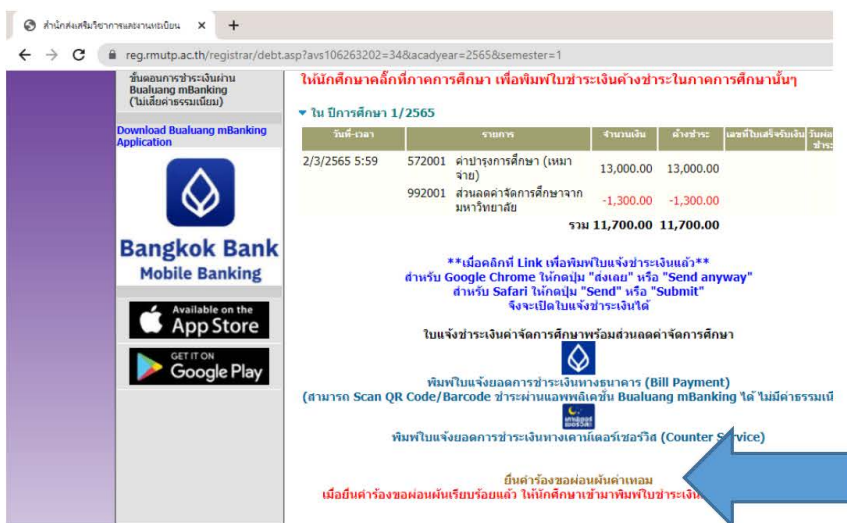 สำนักส่งเสริมวิชาการและงานทะเบียน
reg.rmutp.ac.th/registrar/debt.asp?avs106263202=34&acadyear=2565&semester=1
ขั้นตอนการชำระเงินผ่าน
Bualuang mBanking
(ไม่เสียค่าธรรมเนียม)
Download Bualuang mBanking
Application
Bangkok Bank
Mobile Banking
Available on the
App Store
GET IT ON
Google Play
ให้นักศึกษาคลิ๊กที่ภาคการศึกษา เพื่อพิมพ์ใบชำระเงินค้างชำระในภาคการศึกษานั้นๆ
ใน ปีการศึกษา 1/2565
วันที่-เวลา รายการ จำนวนเงิน ค้างชำระ เลขที่ใบเสร็จรับเงิน วันผ่อ
ชำระ
2/3/2565 5:59 572001 ค่าบำรุงการศึกษา (เหมา
จ่าย) 13,000.00 13,000.00
992001 ส่วนลดค่าจัดการศึกษาจาก
มหาวิทยาลัย -1,300.00 -1,300.00
รวม 11,700.00 11,700.00
**เมื่อคลิกที่ Link เพื่อพิมพ์ใบแจ้งชำระเงินแล้ว**
สำหรับ Google Chrome ให้กดปุ่ม "ส่งเลย" หรือ "Send anyway"
สำหรับ Safari ให้กดปุ่ม "Send" หรือ "Submit"
จึงจะเปิดใบแจ้งชำระเงินได้
ใบแจ้งชำระเงินค่าจัดการศึกษาพร้อมส่วนลดค่าจัดการศึกษา
พิมพ์ใบแจ้งยอดการชำระเงินทางธนาคาร (Bill Payment)
(สามารถ Scan QR Code/Barcode ชำระผ่านแอพพลิเคชั่น Bualuang mBanking ได้ ไม่มีค่าธรรมเนี
เคาน์เตอร์
เซอร์วิส
พิมพ์ใบแจ้งยอดการชำระเงินทางเคาน์เตอร์เซอร์วิส (Counter Service)
ยื่นคำร้องขอผ่อนผันค่าเทอม
เมื่อยื่นคำร้องขอผ่อนผันเรียบร้อยแล้ว ให้นักศึกษาเข้ามาพิมพ์ใบชำระเงิน